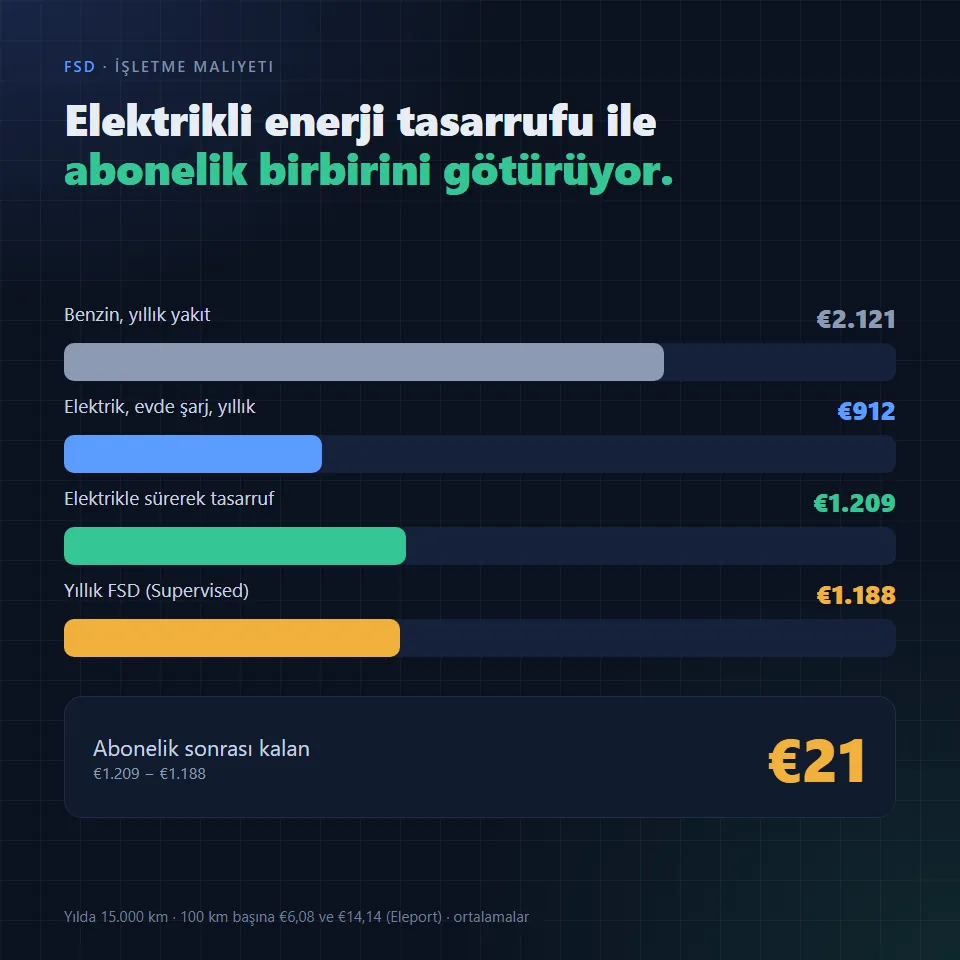 FSD · İŞLETME MALIYETI
Elektrikli enerji tasarrufu ile
abonelik birbirini götürüyor.
Benzin, yıllık yakıt
€2.121
Elektrik, evde şarj, yıllık
€912
Elektrikle sürerek tasarruf
€1.209
Yıllık FSD (Supervised)
€1.188
Abonelik sonrası kalan
€1.209 – €1.188
€21
Yılda 15.000 km · 100 km başına €6,08 ve €14,14 (Eleport) · ortalamalar